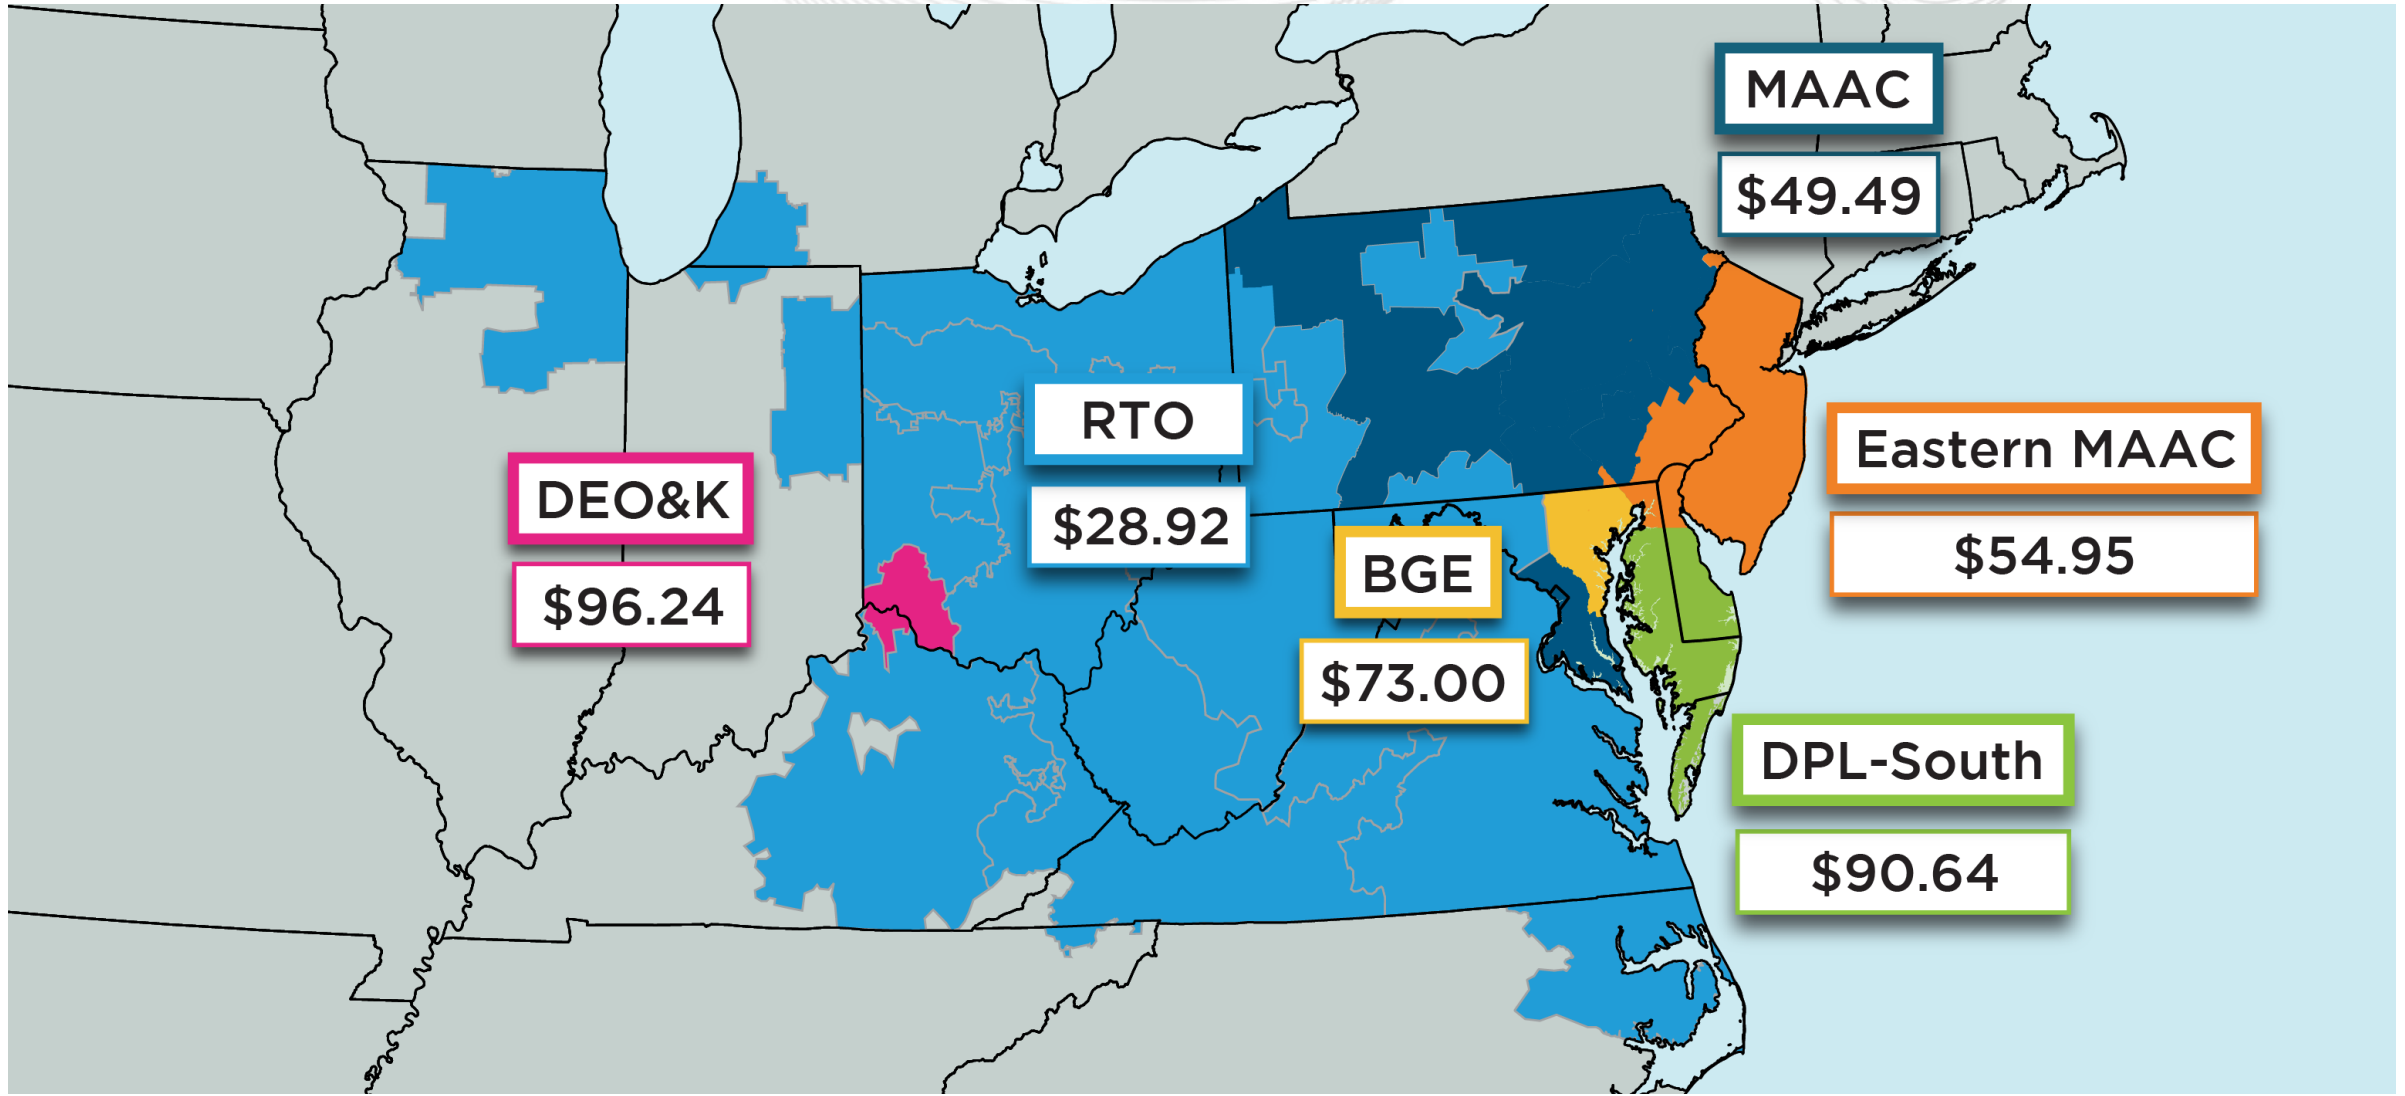 MAAC
$49.49
RTO
$28.92
Eastern MAAC
$54.95
DEO&K
$96.24
BGE
$73.00
DPL-South
$90.64